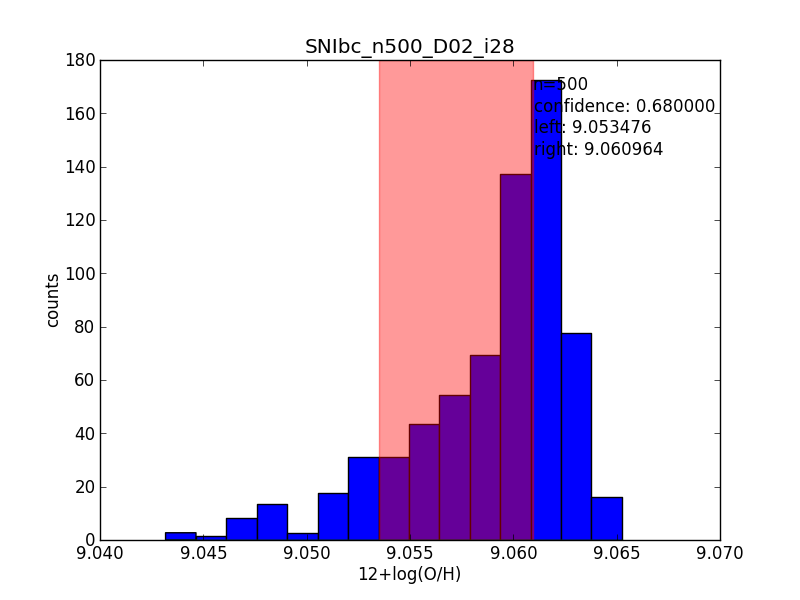 SNIbc_n500_D02_i28
n=500
confidence: 0.680000
left: 9.053476
right: 9.060964
counts
180
160
140
120
100
80
60
40
20
0
9.040 9.045 9.050 9.055 9.060 9.065 9.070
12+log(O/H)